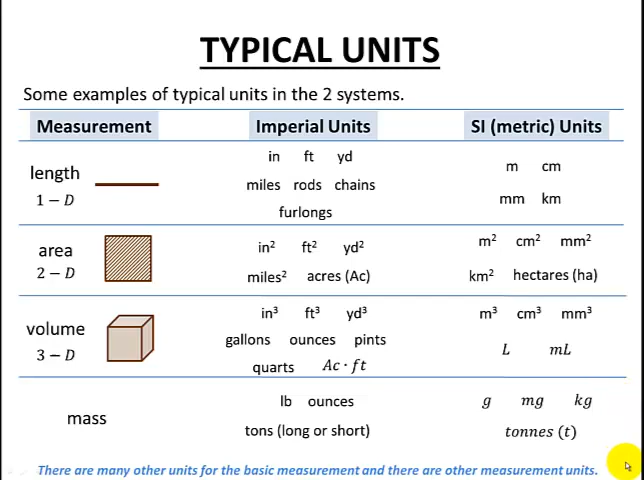 TYPICAL UNITS
Some examples of typical units in the 2 systems.
Measurement Imperial Units SI (metric) Units
length
1 − D
in ft yd
miles rods chains
furlongs
m cm
mm km
area
2 − D
in² ft² yd²
miles² acres (Ac)
m² cm² mm²
km² hectares (ha)
volume
3 − D
in³ ft³ yd³
gallons ounces pints
quarts Ac · ft
m³ cm³ mm³
L mL
mass
lb ounces
tons (long or short)
g mg kg
tonnes (t)
There are many other units for the basic measurement and there are other measurement units.